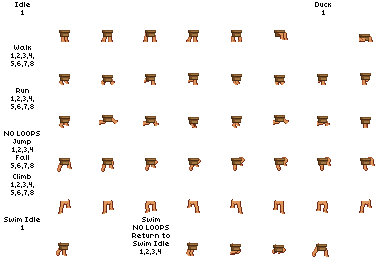 Idle
1
Duck
1
Walk
1,2,3,4,
5,6,7,8
Run
1,2,3,4,
5,6,7,8
NO LOOPS
Jump
1,2,3,4
Fall
5,6,7,8
Climb
1,2,3,4,
5,6,7,8
Swim Idle
1
Swim
NO LOOPS
Return to
Swim Idle
1,2,3,4